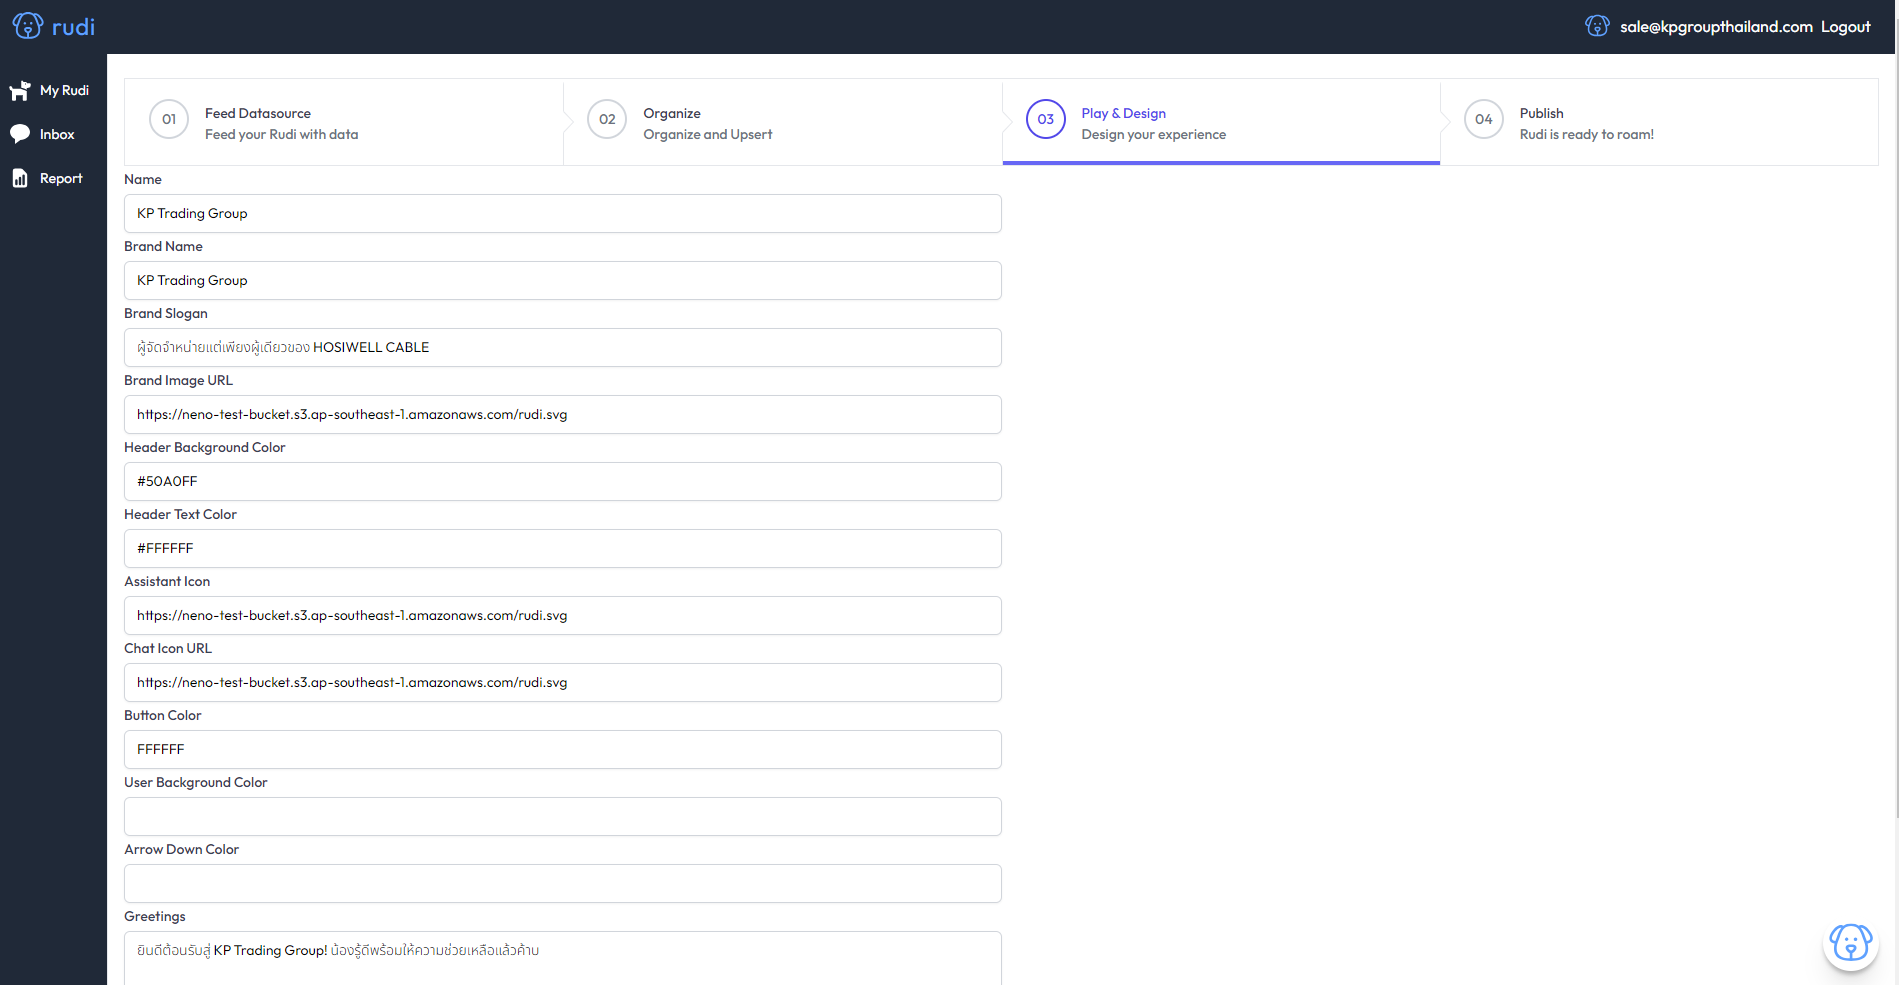 rudi
sale@kpgroupthailand.com Logout
My Rudi
Inbox
Report
01
Feed Datasource
Feed your Rudi with data
02
Organize
Organize and Upsert
03
Play & Design
Design your experience
04
Publish
Rudi is ready to roam!
Name
KP Trading Group
Brand Name
KP Trading Group
Brand Slogan
ผู้จัดจำหน่ายแต่เพียงผู้เดียวของ HOSIWELL CABLE
Brand Image URL
https://neno-test-bucket.s3.ap-southeast-1.amazonaws.com/rudi.svg
Header Background Color
#50A0FF
Header Text Color
#FFFFFF
Assistant Icon
https://neno-test-bucket.s3.ap-southeast-1.amazonaws.com/rudi.svg
Chat Icon URL
https://neno-test-bucket.s3.ap-southeast-1.amazonaws.com/rudi.svg
Button Color
FFFFFF
User Background Color
Arrow Down Color
Greetings
ยินดีต้อนรับสู่ KP Trading Group! น้องรู้ดีพร้อมให้ความช่วยเหลือแล้วค้าบ